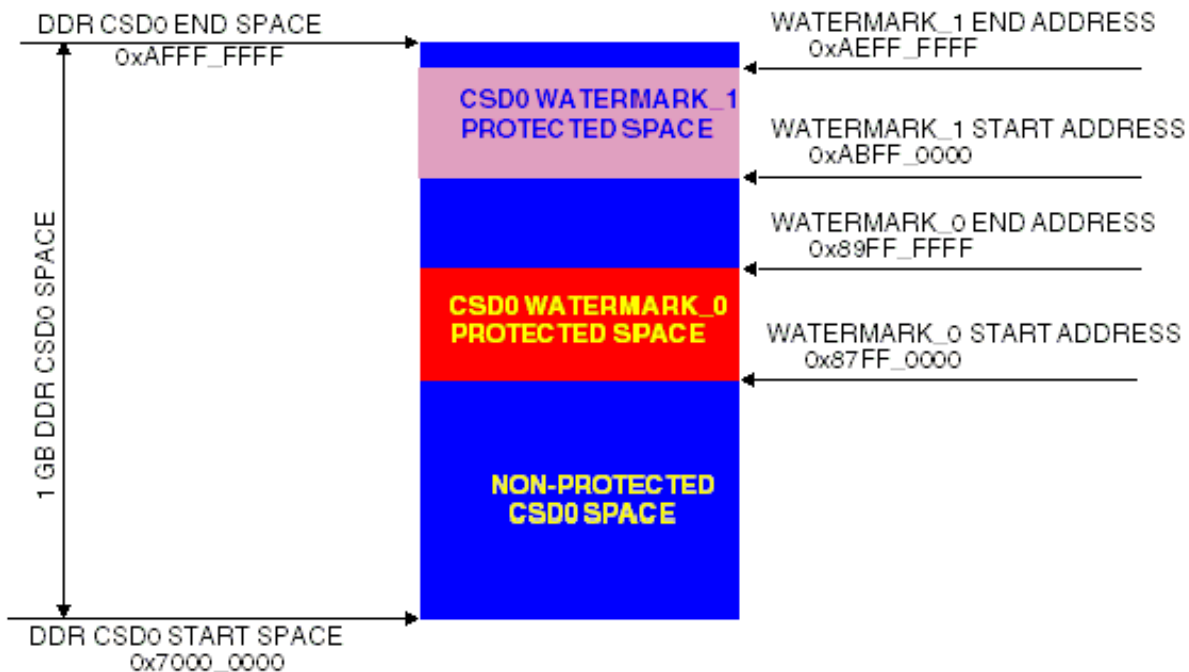 DDR CSD0 END SPACE
0xAFFF_FFFF
WATERMARK_1 END ADDRESS
0xAEFF_FFFF
CSD0 WATERMARK_1
PROTECTED SPACE
WATERMARK_1 START ADDRESS
0xABFF_0000
WATERMARK_0 END ADDRESS
0x89FF_FFFF
1 GB DDR CSD0 SPACE
CSD0 WATERMARK_0
PROTECTED SPACE
WATERMARK_0 START ADDRESS
0x87FF_0000
NON-PROTECTED
CSD0 SPACE
DDR CSD0 START SPACE
0x7000_0000